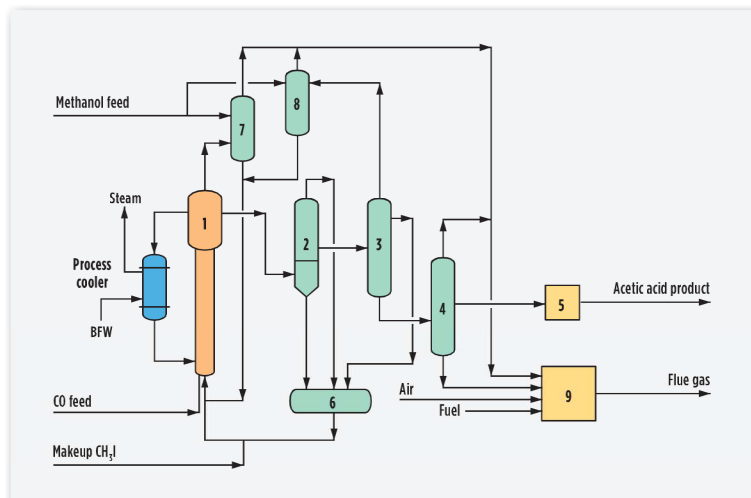 8
Methanol feed
7
Steam
1
2
3
Process
cooler
4
Acetic acid product
5
BFW
CO feed
6
Air
Fuel
9
Flue gas
Makeup CH₃I